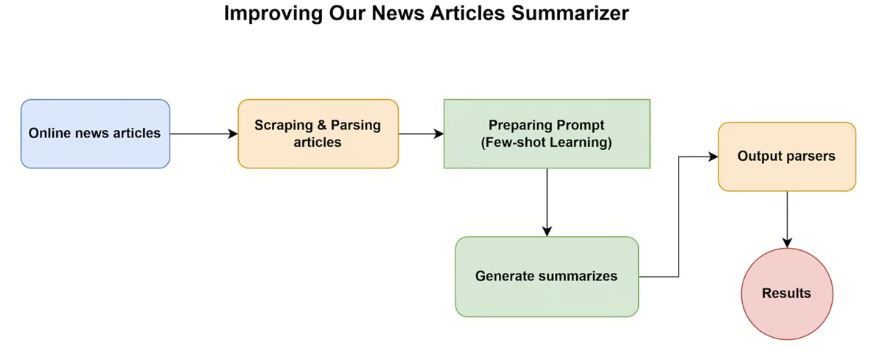 Improving Our News Articles Summarizer
Online news articles
Scraping & Parsing
articles
Preparing Prompt
(Few-shot Learning)
Output parsers
Generate summarizes
Results